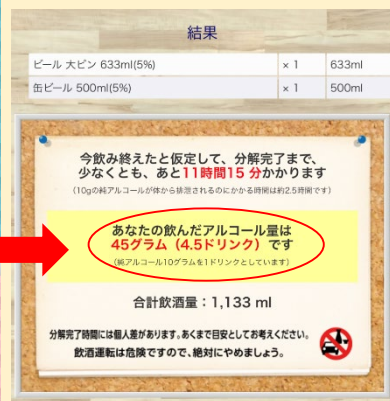 結果
ビール 大ビン 633ml(5%) × 1 633ml
缶ビール 500ml(5%) × 1 500ml
今飲み終えたと仮定して、分解完了まで、
少なくとも、あと11時間15 分かかります
(10gの純アルコールが体から排泄されるのにかかる時間は約2.5時間です)
あなたの飲んだアルコール量は
45グラム（4.5ドリンク）です
(純アルコール10グラムを1ドリンクとしています)
合計飲酒量：1,133 ml
分解完了時間には個人差があります。あくまで目安としてお考えください。
飲酒運転は危険ですので、絶対にやめましょう。